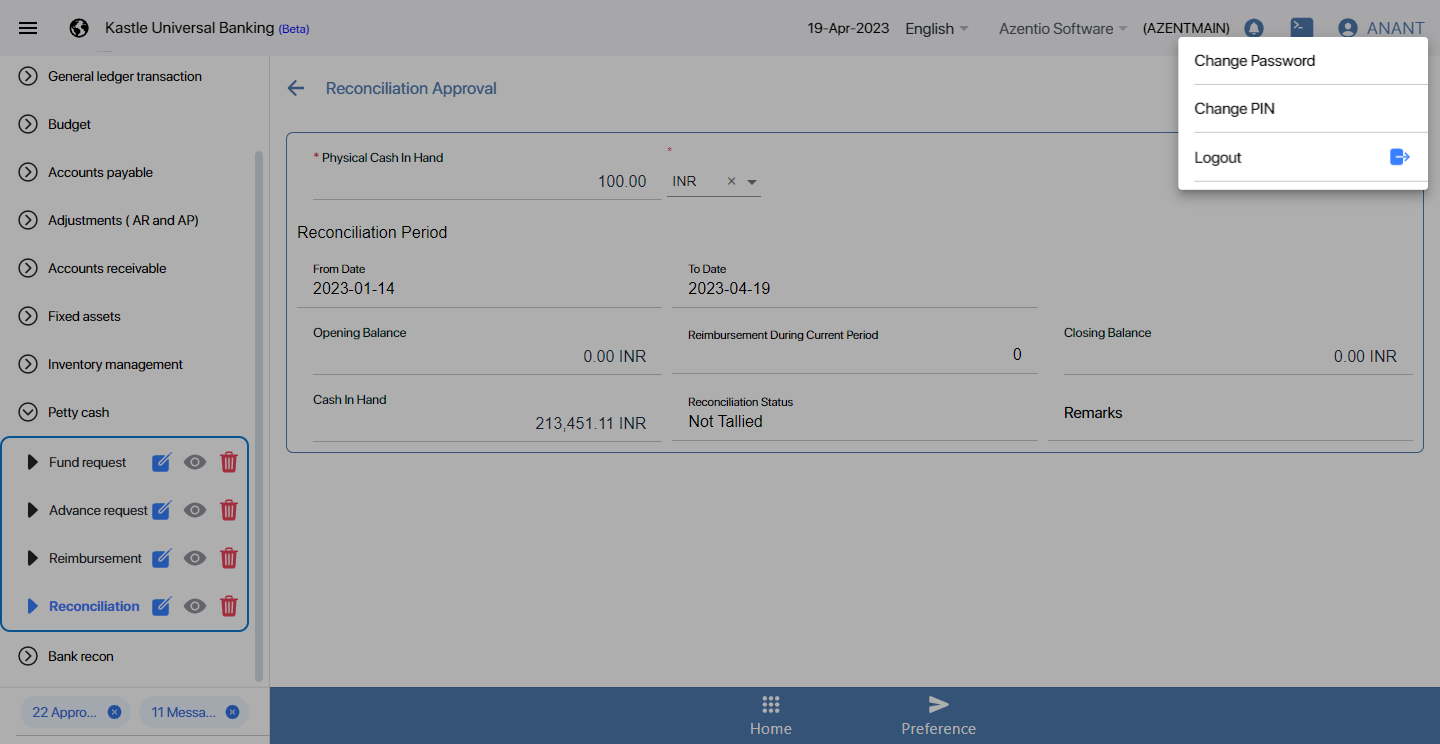 Kastle Universal Banking (Beta)
19-Apr-2023
English
Azentio Software
(AZENTMAIN)
ANANT
Change Password
Change PIN
Logout
General ledger transaction
Budget
Accounts payable
Adjustments ( AR and AP)
Accounts receivable
Fixed assets
Inventory management
Petty cash
Fund request
Advance request
Reimbursement
Reconciliation
Bank recon
22 Appro...
11 Messa...
Reconciliation Approval
* Physical Cash In Hand
100.00
*
INR
Reconciliation Period
From Date
2023-01-14
To Date
2023-04-19
Opening Balance
0.00 INR
Reimbursement During Current Period
0
Closing Balance
0.00 INR
Cash In Hand
213,451.11 INR
Reconciliation Status
Not Tallied
Remarks
Home
Preference